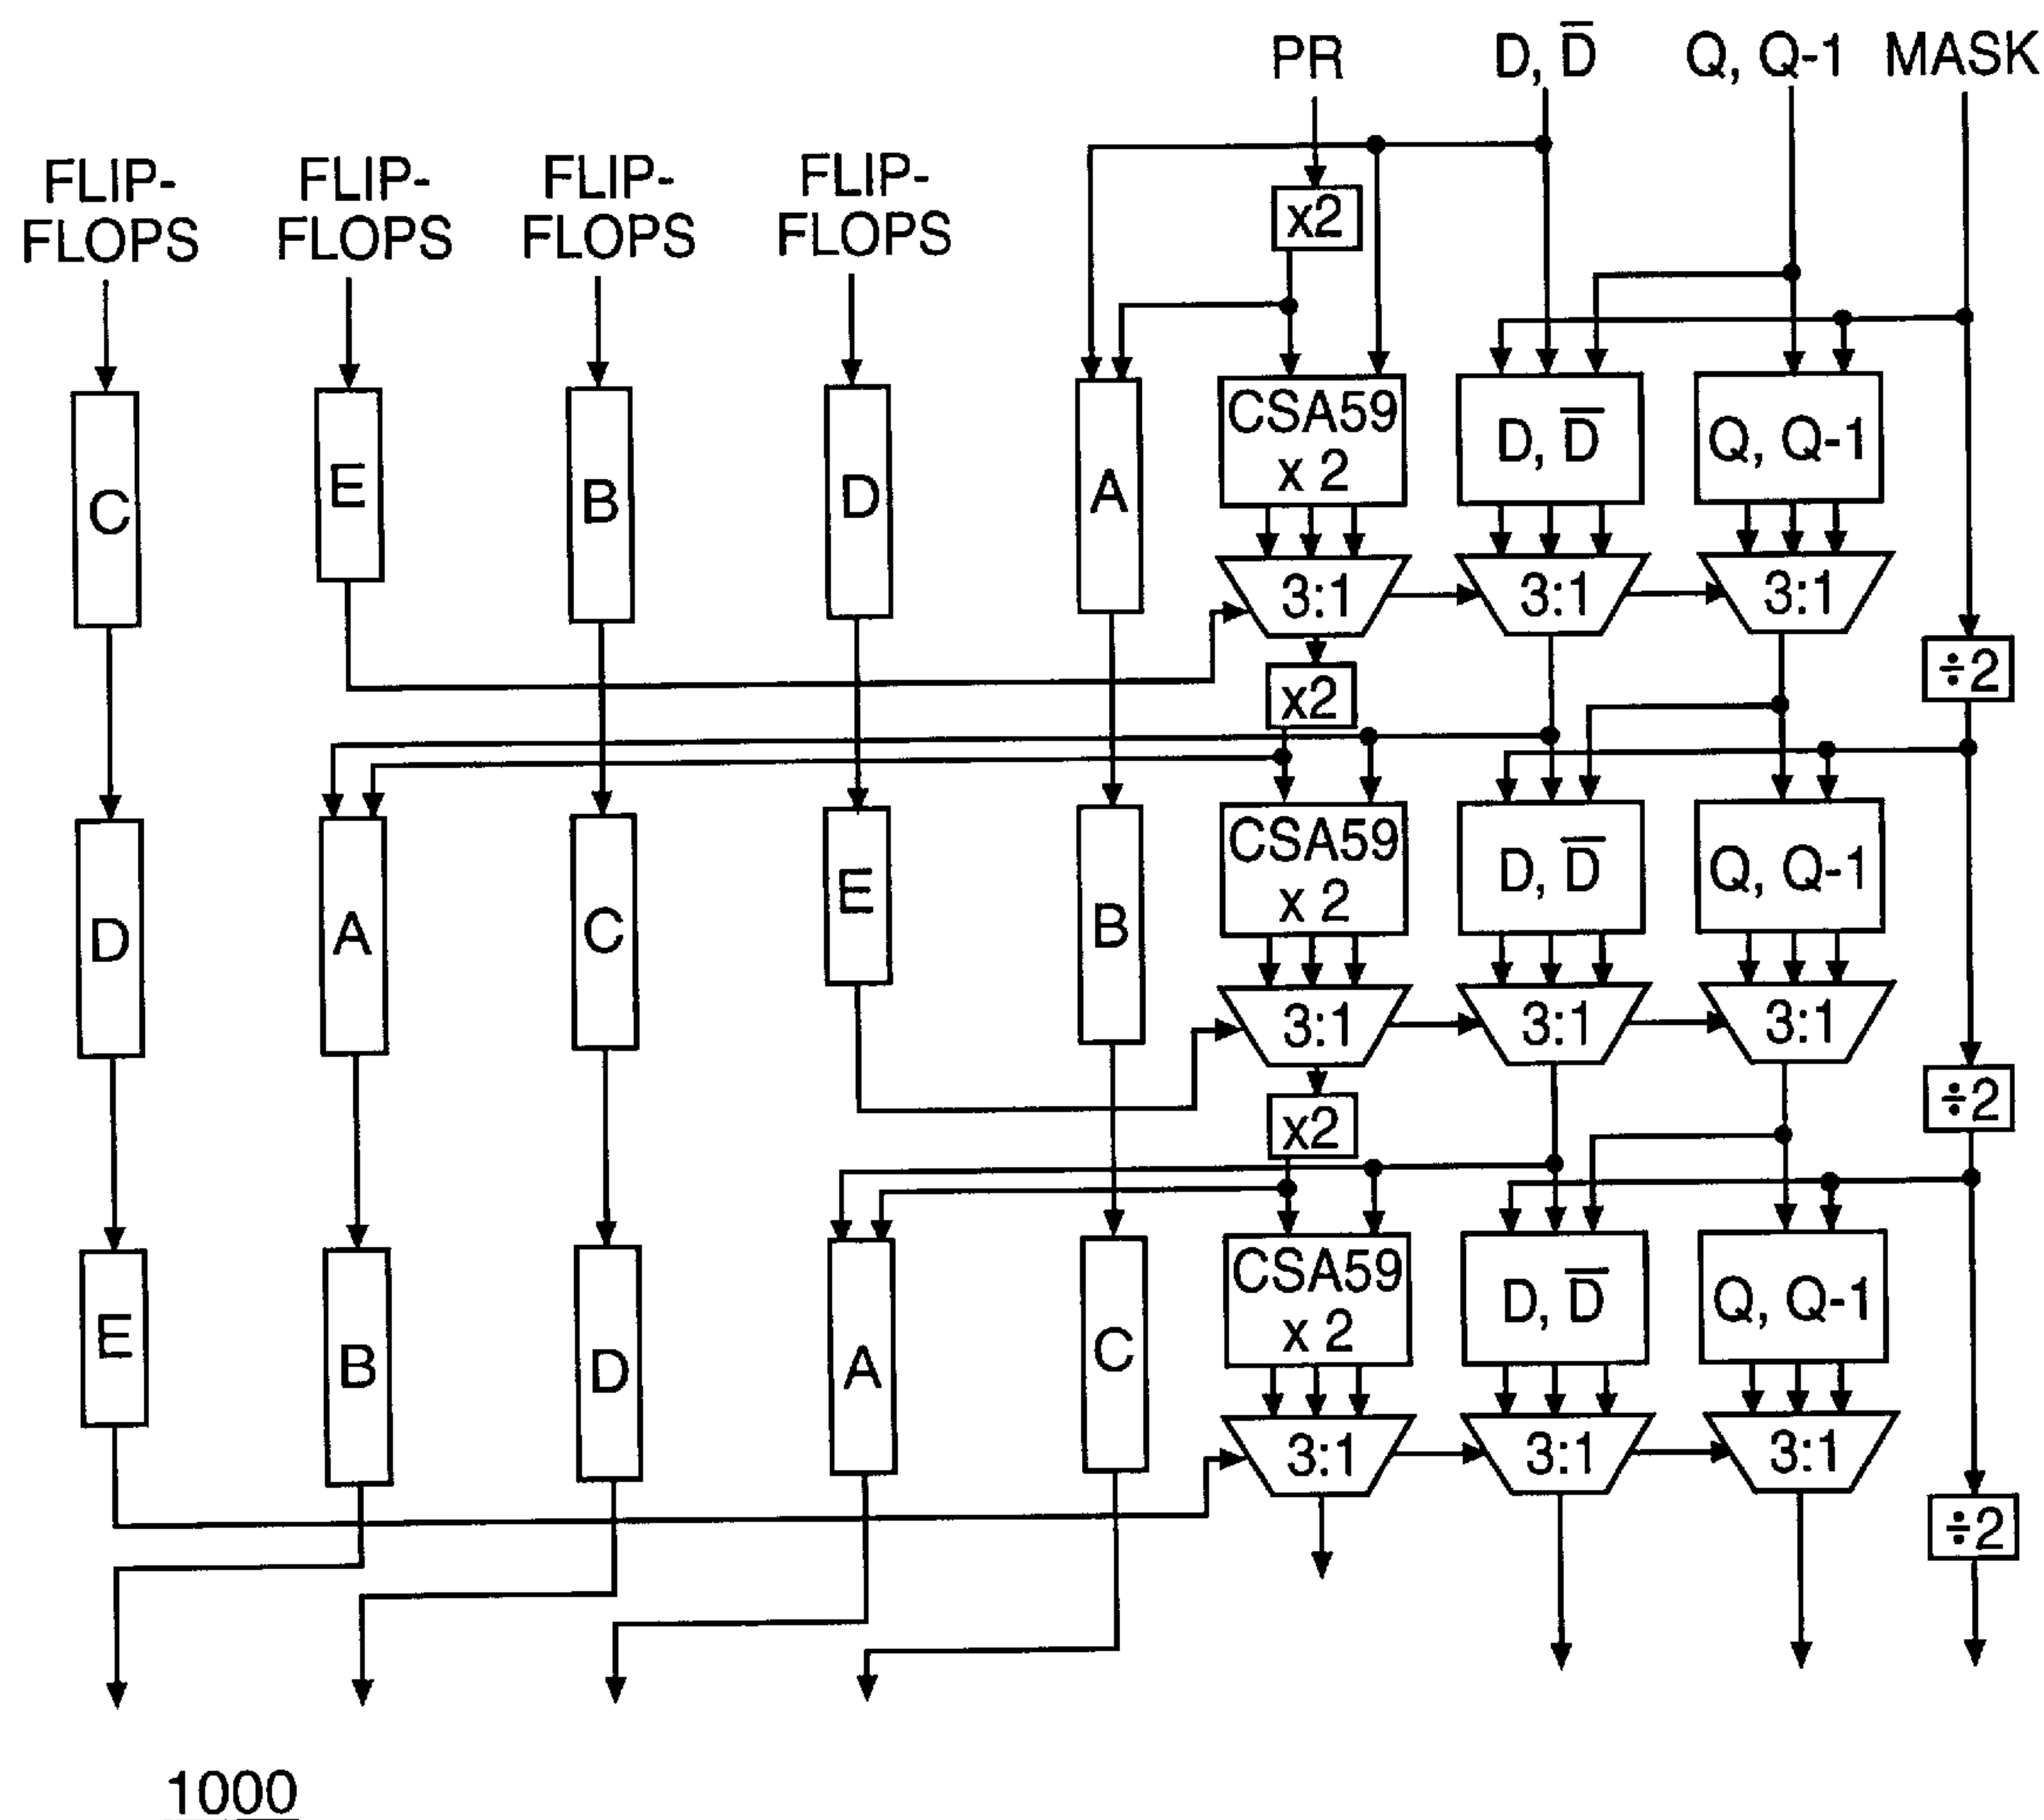 PR D, D̅ Q, Q-1 MASK
FLIP-
FLOPS
FLIP-
FLOPS
FLIP-
FLOPS
FLIP-
FLOPS
x2
C
E
B
D
A
CSA59
x 2
D, D̅
Q, Q-1
3:1
3:1
3:1
÷2
x2
D
A
C
E
B
CSA59
x 2
D, D̅
Q, Q-1
3:1
3:1
3:1
÷2
x2
E
B
D
A
C
CSA59
x 2
D, D̅
Q, Q-1
3:1
3:1
3:1
÷2
1000